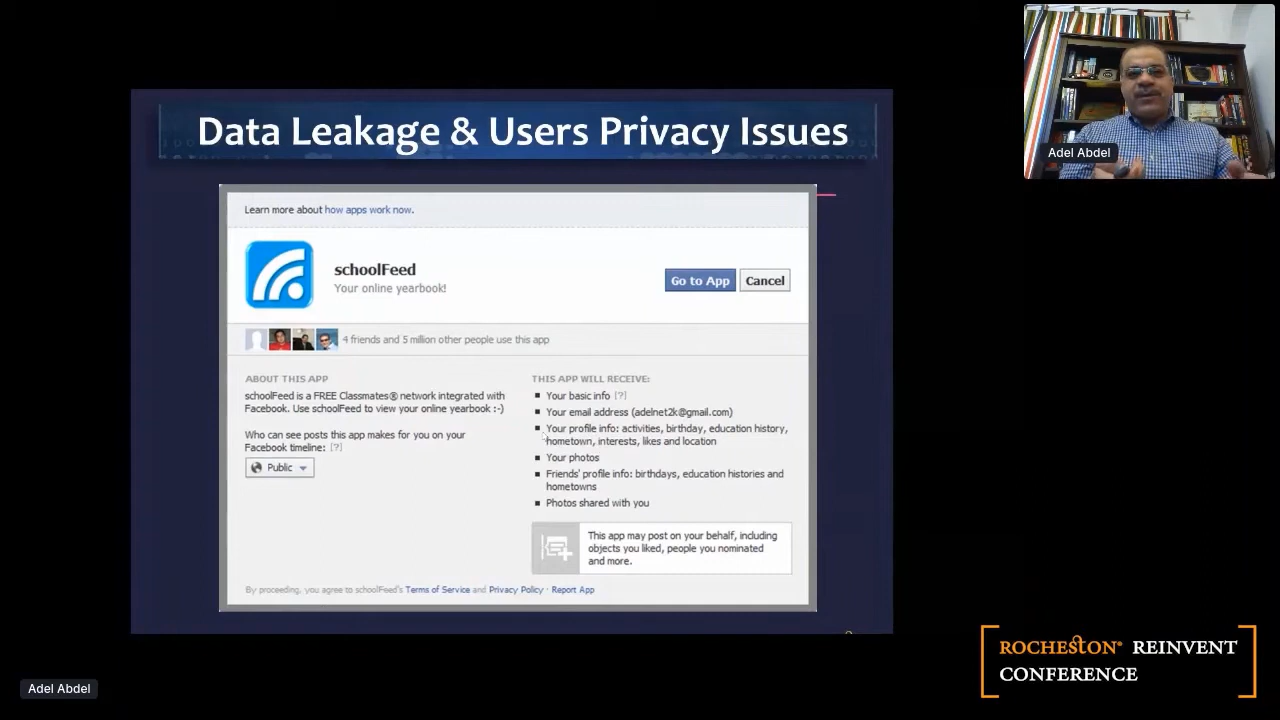 Data Leakage & Users Privacy Issues
Adel Abdel
Learn more about how apps work now.
schoolFeed
Your online yearbook!
Go to App
Cancel
4 friends and 5 million other people use this app
ABOUT THIS APP
schoolFeed is a FREE Classmates® network integrated with
Facebook. Use schoolFeed to view your online yearbook :-)
Who can see posts this app makes for you on your
Facebook timeline: [?]
Public
THIS APP WILL RECEIVE:
Your basic info [?]
Your email address (adelnet2k@gmail.com)
Your profile info: activities, birthday, education history,
hometown, interests, likes and location
Your photos
Friends' profile info: birthdays, education histories and
hometowns
Photos shared with you
This app may post on your behalf, including
objects you liked, people you nominated
and more.
By proceeding, you agree to schoolFeed's Terms of Service and Privacy Policy · Report App
ROCHESTON® REINVENT
CONFERENCE
Adel Abdel